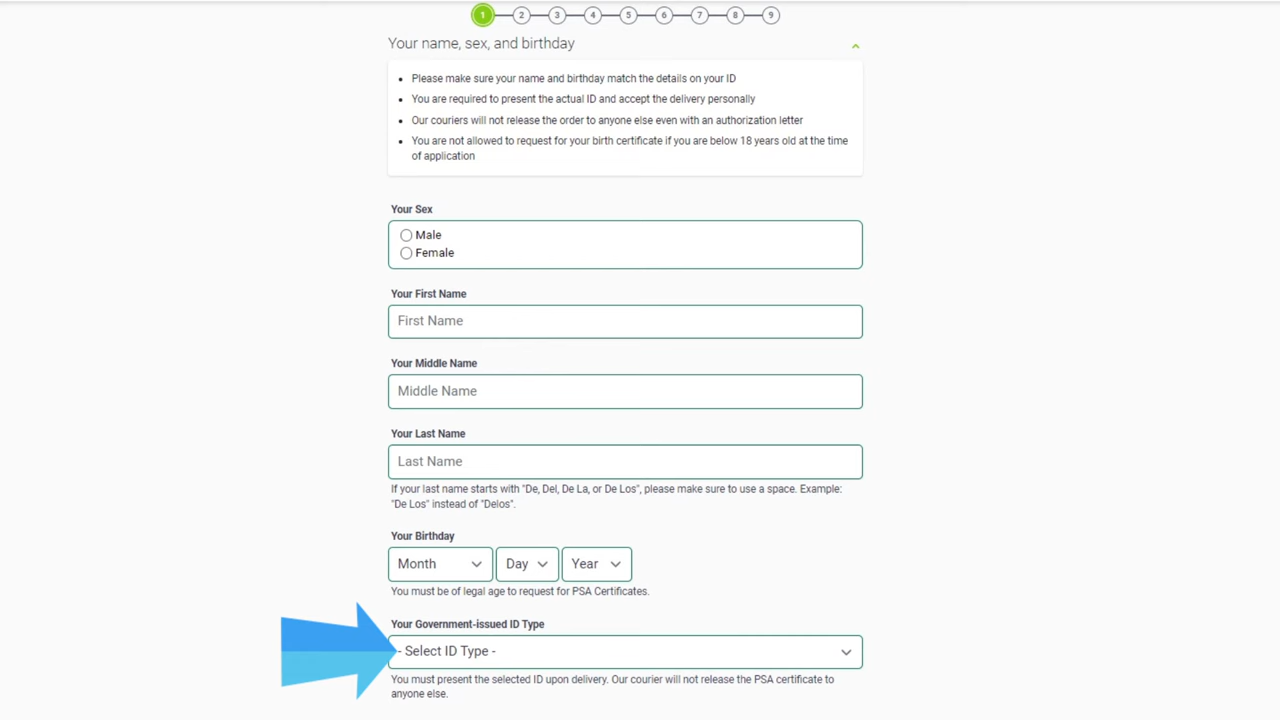 1 2 3 4 5 6 7 8 9
Your name, sex, and birthday
Please make sure your name and birthday match the details on your ID
You are required to present the actual ID and accept the delivery personally
Our couriers will not release the order to anyone else even with an authorization letter
You are not allowed to request for your birth certificate if you are below 18 years old at the time
of application
Your Sex
Male
Female
Your First Name
First Name
Your Middle Name
Middle Name
Your Last Name
Last Name
If your last name starts with "De, Del, De La, or De Los", please make sure to use a space. Example:
"De Los" instead of "Delos".
Your Birthday
Month Day Year
You must be of legal age to request for PSA Certificates.
Your Government-issued ID Type
- Select ID Type -
You must present the selected ID upon delivery. Our courier will not release the PSA certificate to
anyone else.